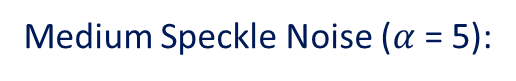 Medium Speckle Noise (𝛼 = 5):